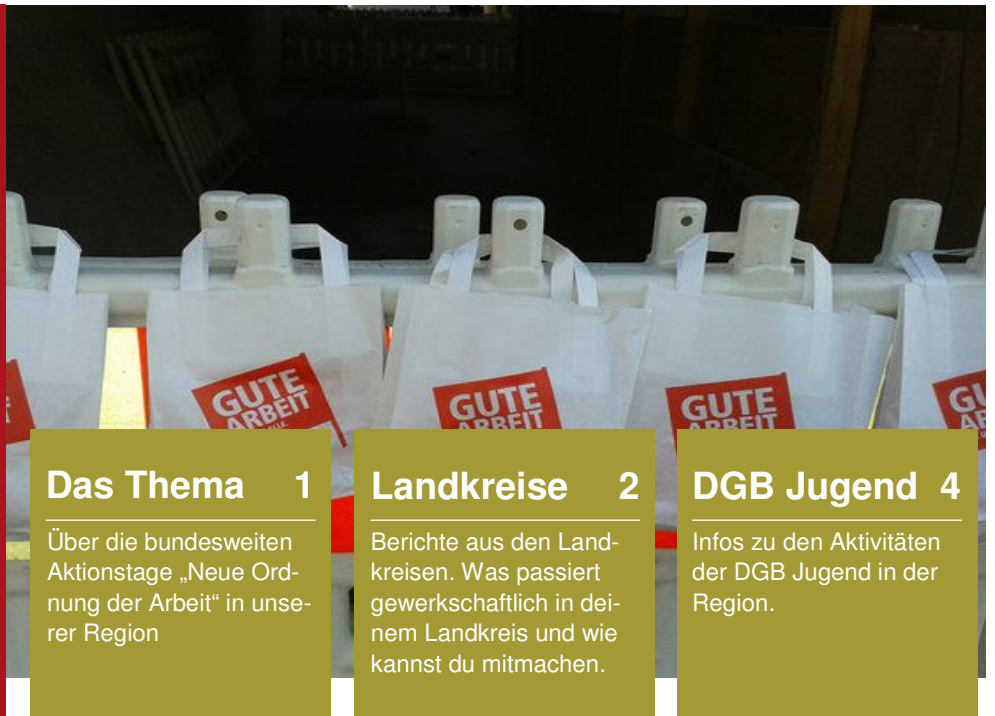 GUTE
ARBEIT
GUTE
ARBEIT
GUTE
ARBEIT
Das Thema 1
Über die bundesweiten
Aktionstage „Neue Ord-
nung der Arbeit“ in unse-
rer Region
Landkreise 2
Berichte aus den Land-
kreisen. Was passiert
gewerkschaftlich in dei-
nem Landkreis und wie
kannst du mitmachen.
DGB Jugend 4
Infos zu den Aktivitäten
der DGB Jugend in der
Region.